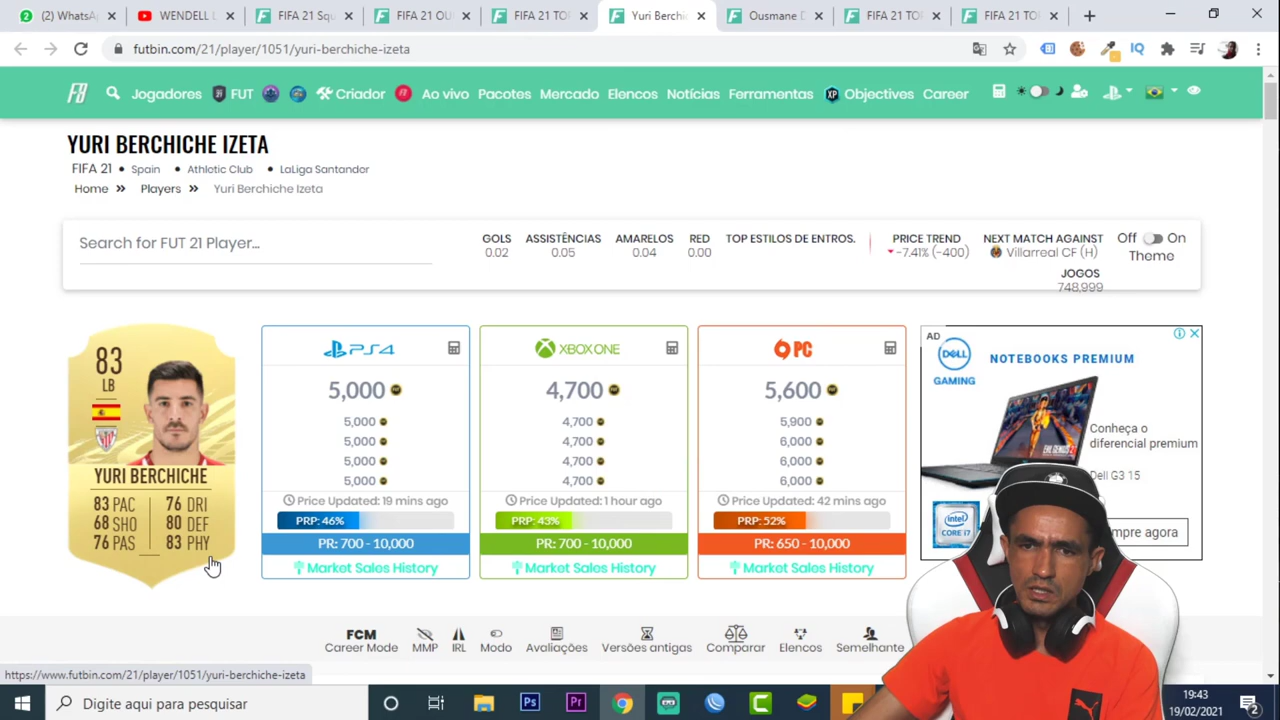 (2) WhatsA
WENDELL L
FIFA 21 Squ
FIFA 21 OU
FIFA 21 TO
Yuri Berchic
Ousmane D
FIFA 21 TO
FIFA 21 TO
futbin.com/21/player/1051/yuri-berchiche-izeta
Jogadores FUT Criador Ao vivo Pacotes Mercado Elencos Notícias Ferramentas XP Objectives Career
YURI BERCHICHE IZETA
FIFA 21 • Spain • Athletic Club • LaLiga Santander
Home » Players » Yuri Berchiche Izeta
Search for FUT 21 Player...
GOLS ASSISTÊNCIAS AMARELOS RED TOP ESTILOS DE ENTROS. PRICE TREND NEXT MATCH AGAINST Off On
0.02 0.05 0.04 0.00 -7.41% (-400) Villarreal CF (H) Theme
JOGOS
748,999
83
LB
YURI BERCHICHE
83 PAC 76 DRI
68 SHO 80 DEF
76 PAS 83 PHY
PS4
5,000
5,000
5,000
5,000
5,000
Price Updated: 19 mins ago
PRP: 46%
PR: 700 - 10,000
Market Sales History
XBOX ONE
4,700
4,700
4,700
4,700
4,700
Price Updated: 1 hour ago
PRP: 43%
PR: 700 - 10,000
Market Sales History
PC
5,600
5,900
6,000
6,000
6,000
Price Updated: 42 mins ago
PRP: 52%
PR: 650 - 10,000
Market Sales History
AD
DELL
GAMING
NOTEBOOKS PREMIUM
Conheça o
diferencial premium
Dell G3 15
intel
CORE i7
mpre agora
FCM
Career Mode MMP IRL Modo Avaliações Versões antigas Comparar Elencos Semelhante
https://www.futbin.com/21/player/1051/yuri-berchiche-izeta
Digite aqui para pesquisar
19:43
19/02/2021
2